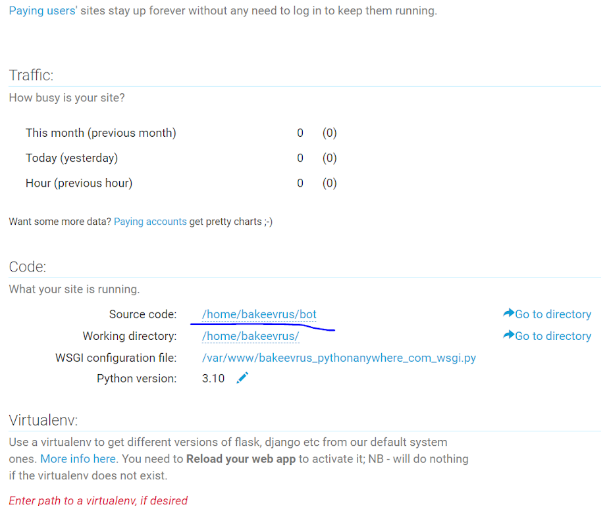 Paying users' sites stay up forever without any need to log in to keep them running.
Traffic:
How busy is your site?
This month (previous month) 0 (0)
Today (yesterday) 0 (0)
Hour (previous hour) 0 (0)
Want some more data? Paying accounts get pretty charts ;-)
Code:
What your site is running.
Source code: /home/bakeevrus/bot Go to directory
Working directory: /home/bakeevrus/ Go to directory
WSGI configuration file: /var/www/bakeevrus_pythonanywhere_com_wsgi.py
Python version: 3.10
Virtualenv:
Use a virtualenv to get different versions of flask, django etc from our default system
ones. More info here. You need to Reload your web app to activate it; NB - will do nothing
if the virtualenv does not exist.
Enter path to a virtualenv, if desired